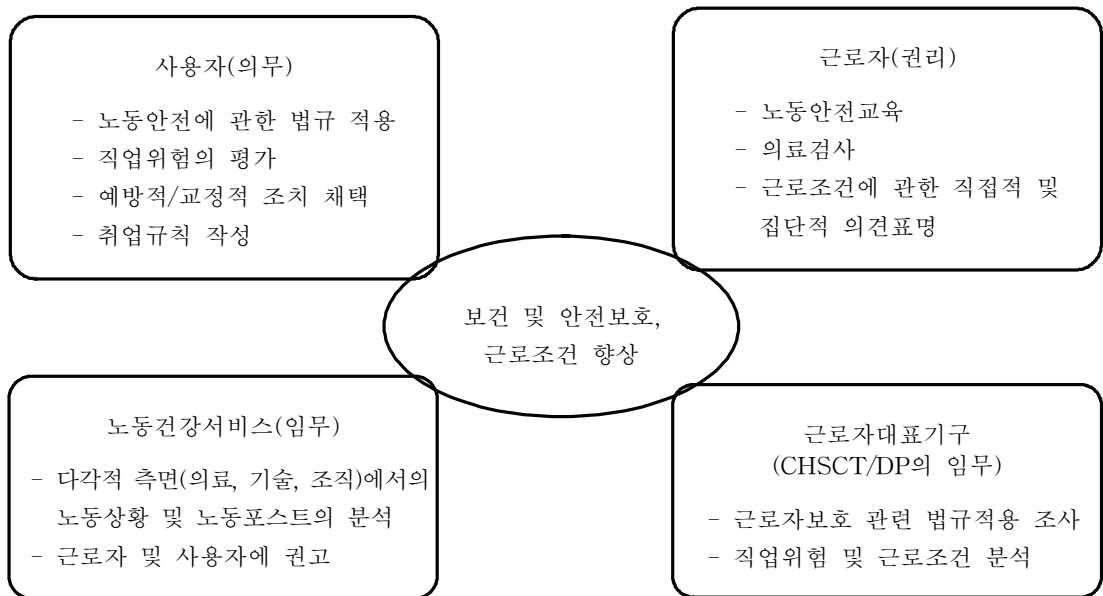 사용자(의무)
- 노동안전에 관한 법규 적용
- 직업위험의 평가
- 예방적/교정적 조치 채택
- 취업규칙 작성
근로자(권리)
- 노동안전교육
- 의료검사
- 근로조건에 관한 직접적 및
집단적 의견표명
보건 및 안전보호,
근로조건 향상
노동건강서비스(임무)
- 다각적 측면(의료, 기술, 조직)에서의
노동상황 및 노동포스트의 분석
- 근로자 및 사용자에 권고
근로자대표기구
(CHSCT/DP의 임무)
- 근로자보호 관련 법규적용 조사
- 직업위험 및 근로조건 분석